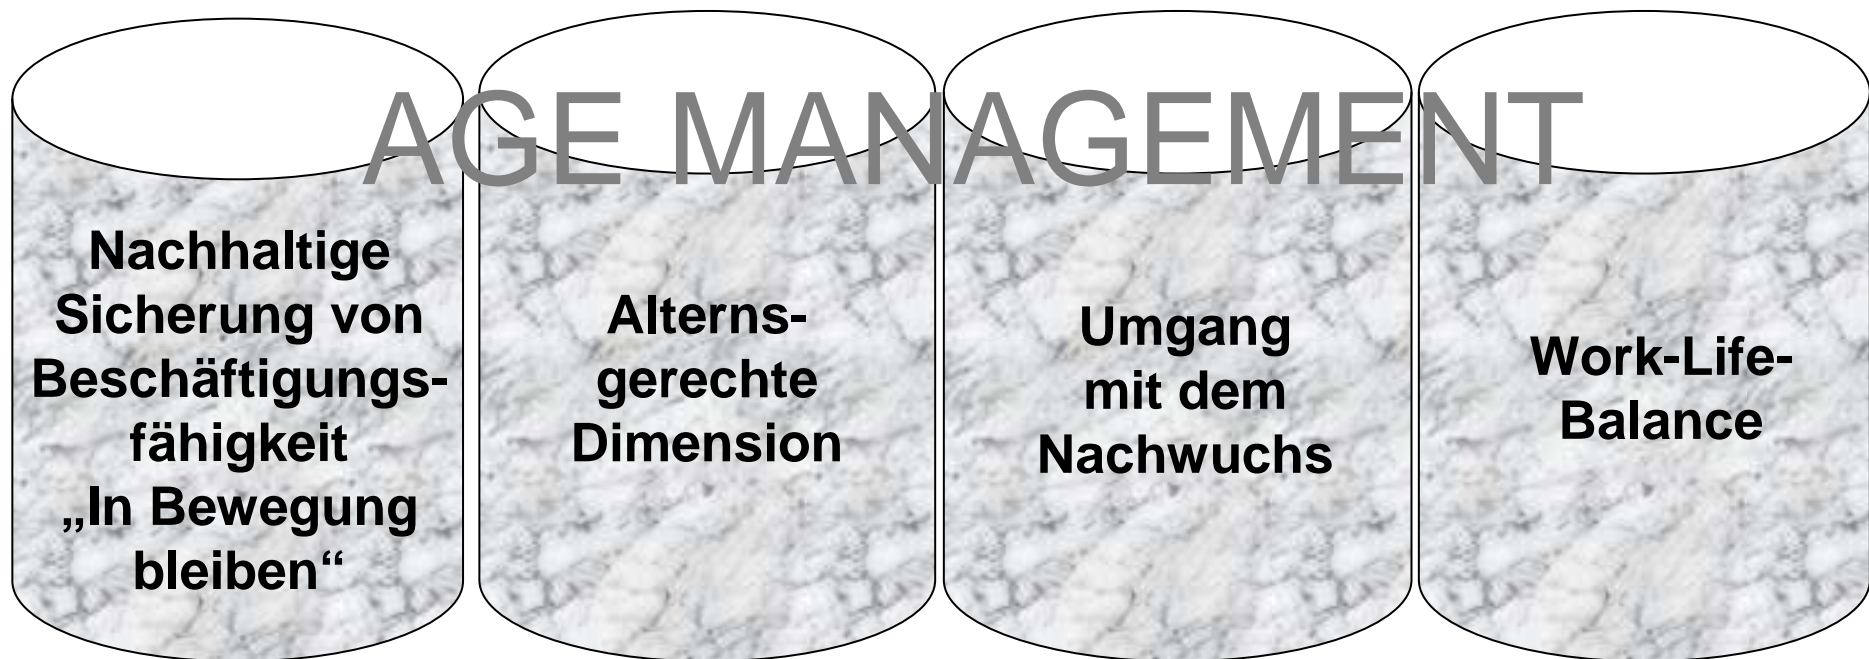 AGE MANAGEMENT
Nachhaltige
Sicherung von
Beschäftigungs-
fähigkeit
„In Bewegung
bleiben“
Alterns-
gerechte
Dimension
Umgang
mit dem
Nachwuchs
Work-Life-
Balance